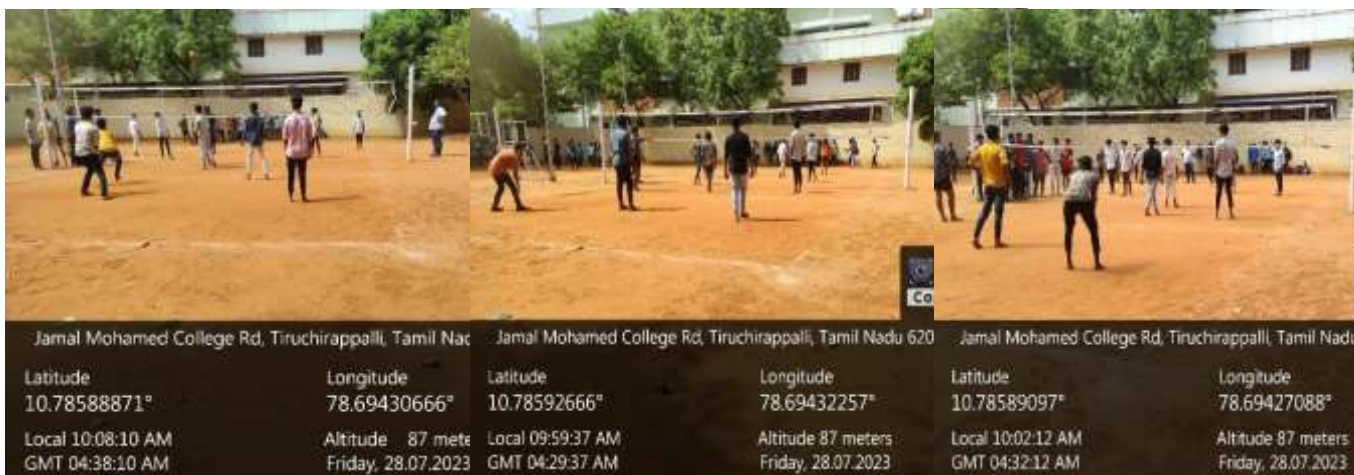 Jamal Mohamed College Rd, Tiruchirappalli, Tamil Nad
Latitude
10.78588871°
Longitude
78.69430666°
Local 10:08:10 AM
GMT 04:38:10 AM
Altitude 87 mete
Friday, 28.07.2023
Co
Jamal Mohamed College Rd, Tiruchirappalli, Tamil Nadu 620
Latitude
10.78592666°
Longitude
78.69432257°
Local 09:59:37 AM
GMT 04:29:37 AM
Altitude 87 meters
Friday, 28.07.2023
Jamal Mohamed College Rd, Tiruchirappalli, Tamil Nadu
Latitude
10.78589097°
Longitude
78.69427088°
Local 10:02:12 AM
GMT 04:32:12 AM
Altitude 87 meters
Friday, 28.07.2023